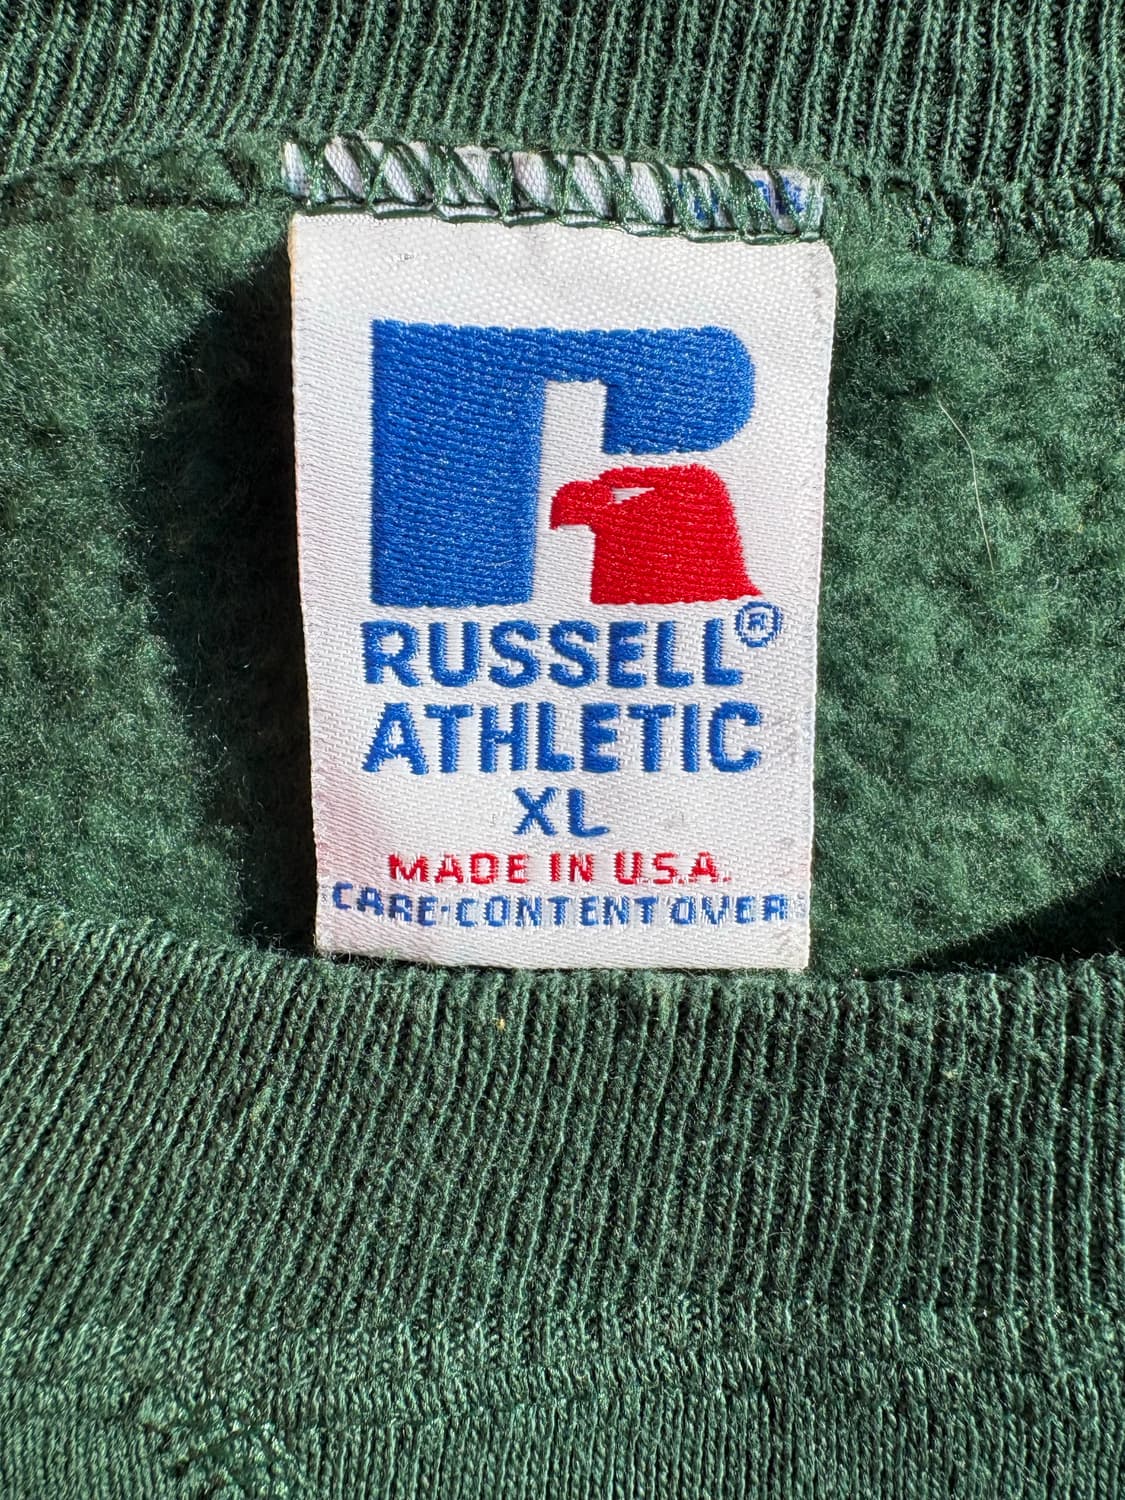 RUSSELL®
ATHLETIC
XL
MADE IN U.S.A.
CARE·CONTENT OVER